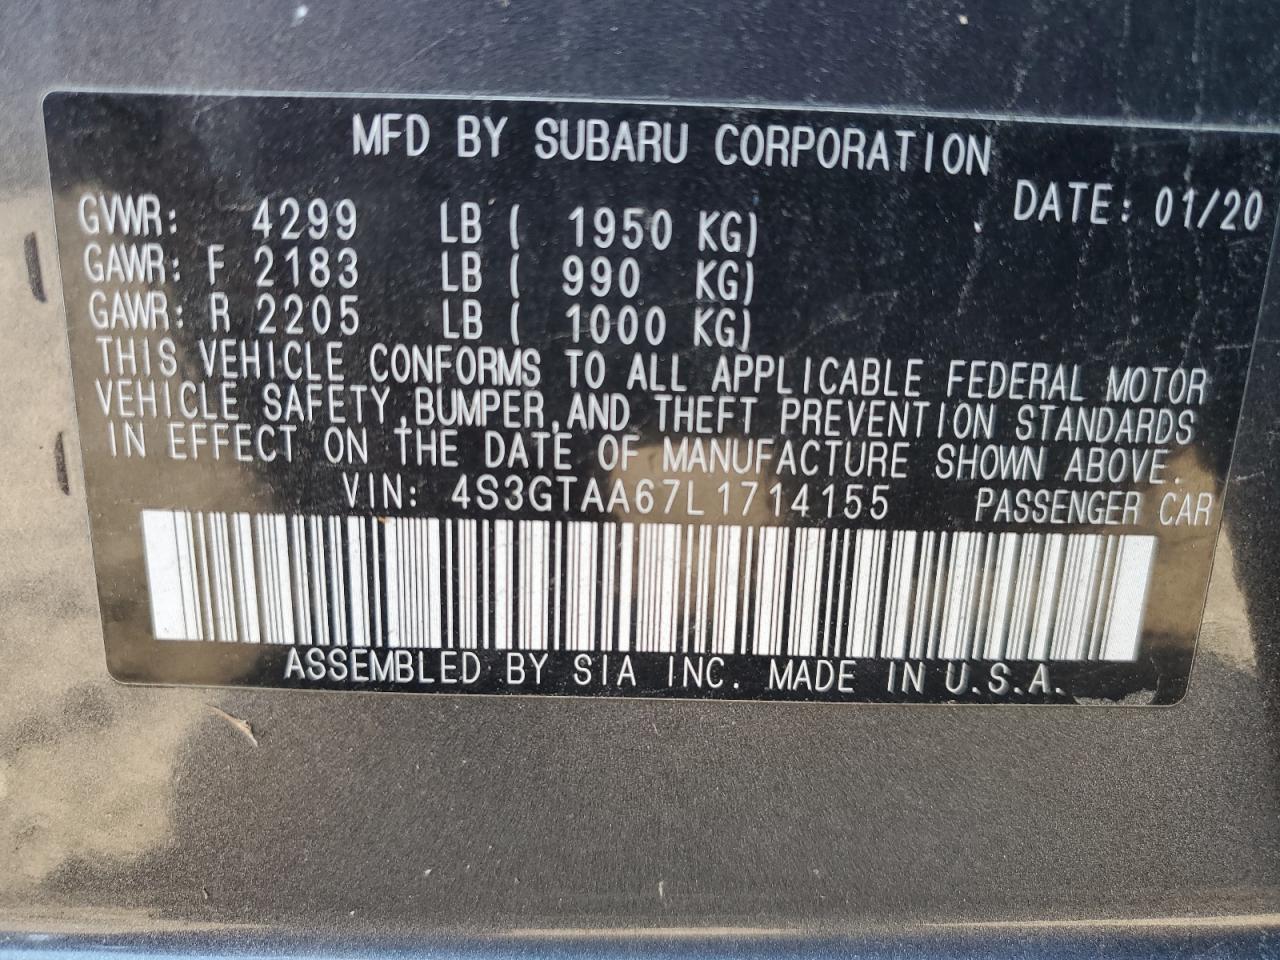 MFD BY SUBARU CORPORATION
DATE: 01/20
GVWR: 4299 LB ( 1950 KG)
GAWR: F 2183 LB ( 990 KG)
GAWR: R 2205 LB ( 1000 KG)
THIS VEHICLE CONFORMS TO ALL APPLICABLE FEDERAL MOTOR
VEHICLE SAFETY,BUMPER,AND THEFT PREVENTION STANDARDS
IN EFFECT ON THE DATE OF MANUFACTURE SHOWN ABOVE.
VIN: 4S3GTAA67L1714155 PASSENGER CAR
ASSEMBLED BY SIA INC. MADE IN U.S.A.